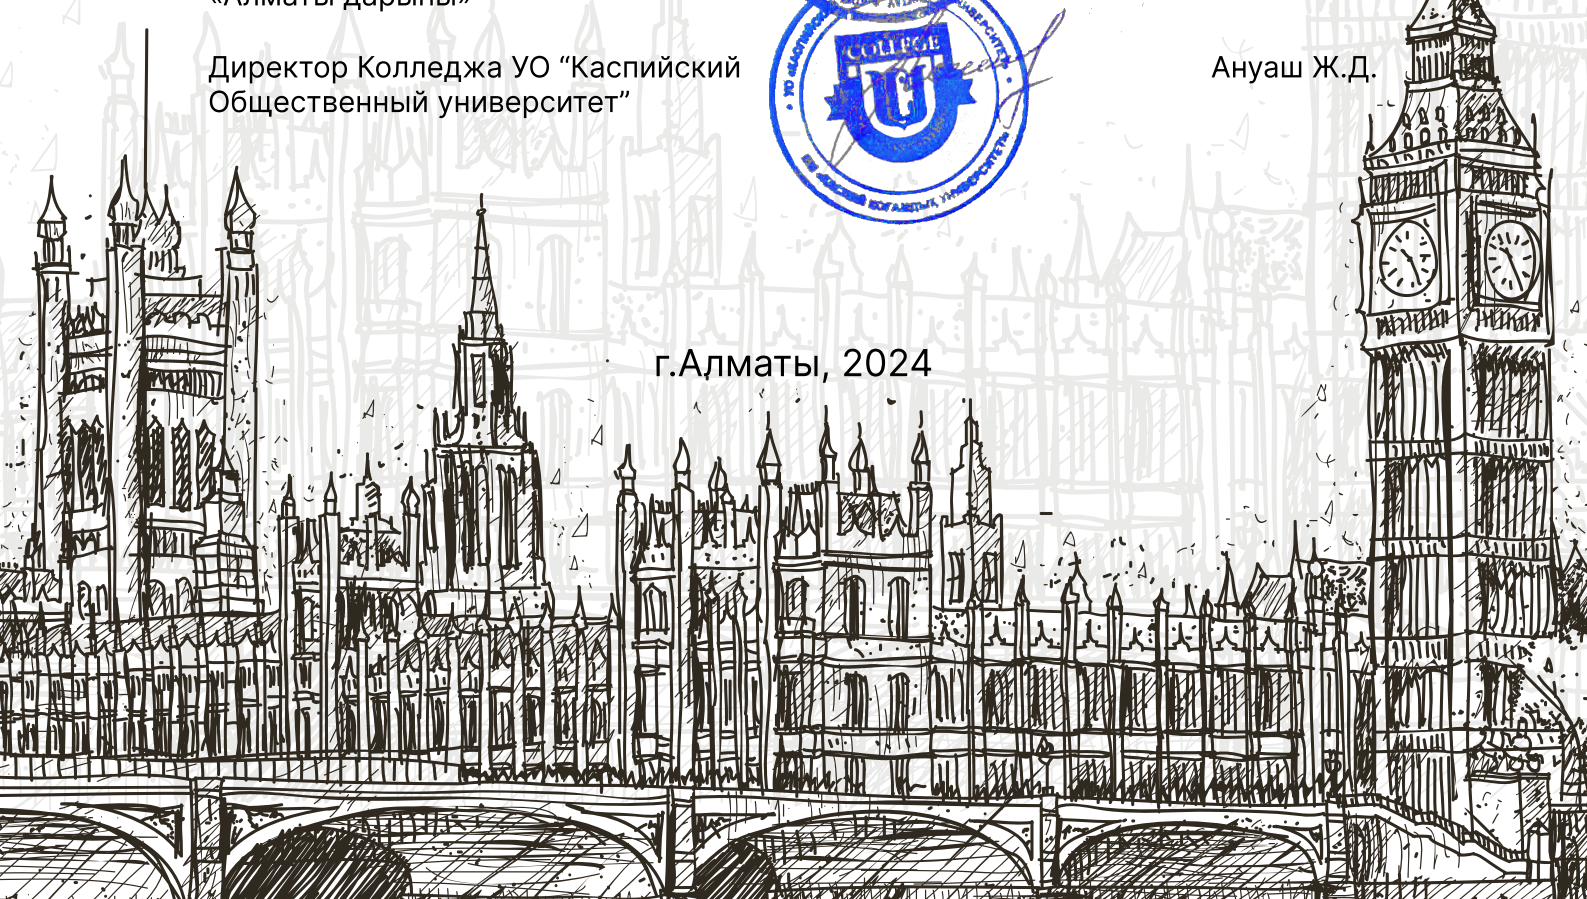 «Алматы дарыны»
Директор Колледжа УО “Каспийский
Общественный университет”
COLLEGE
Ануаш Ж.Д.
г.Алматы, 2024